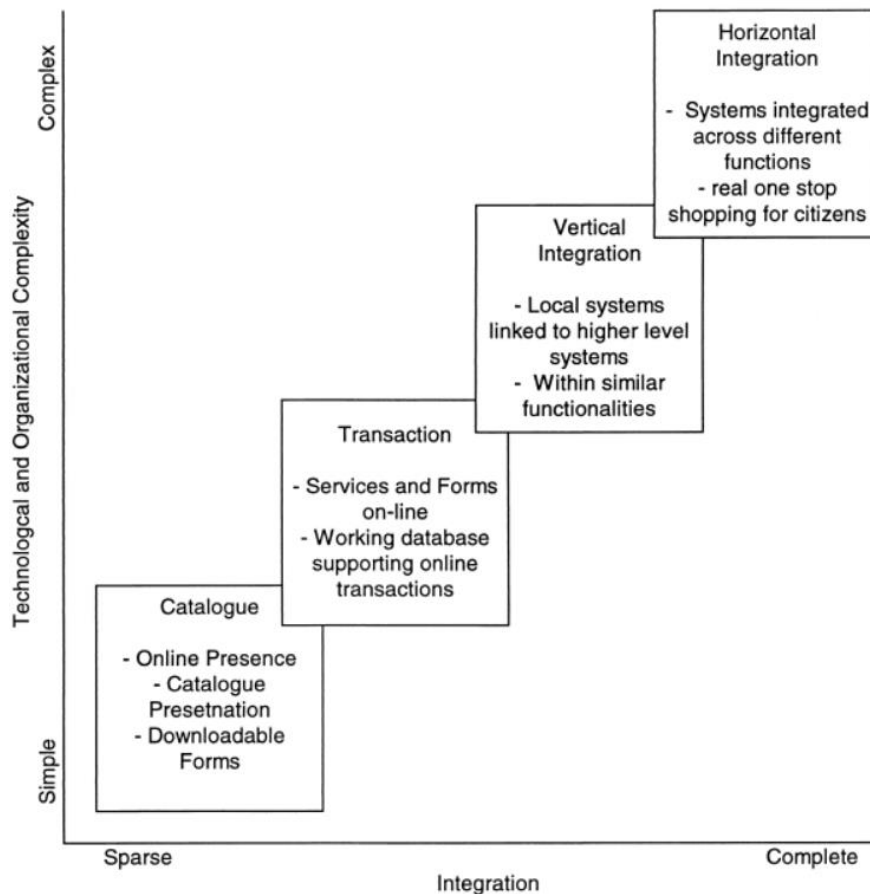 Technologcal and Organizational Complexity
Complex
Simple
Horizontal
Integration
- Systems integrated
across different
functions
- real one stop
shopping for citizens
Vertical
Integration
- Local systems
linked to higher level
systems
- Within similar
functionalities
Transaction
- Services and Forms
on-line
- Working database
supporting online
transactions
Catalogue
- Online Presence
- Catalogue
Presetnation
- Downloadable
Forms
Sparse
Complete
Integration